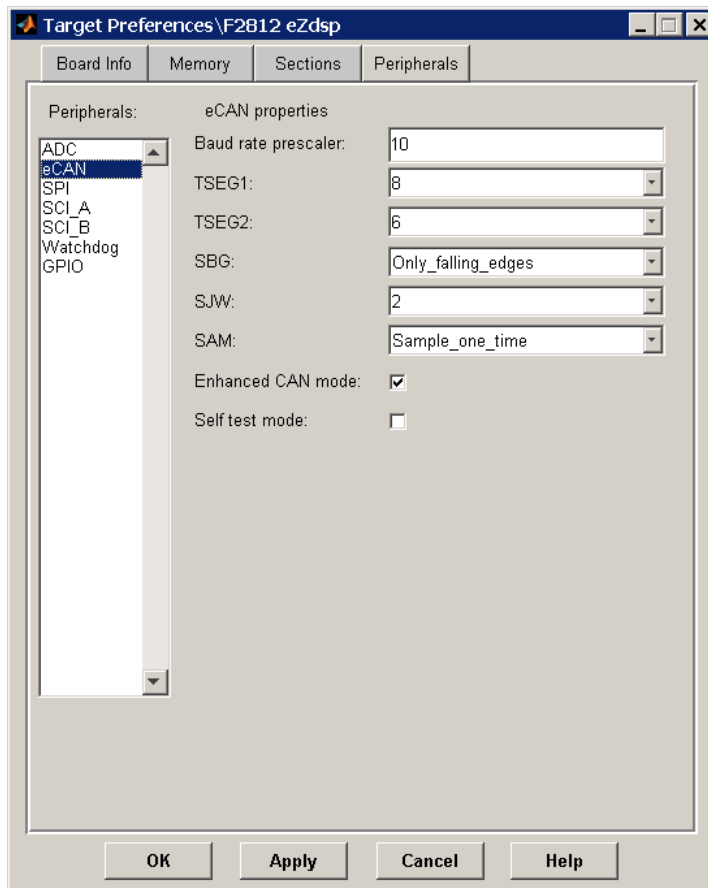 Target Preferences\F2812 eZdsp
Board Info Memory Sections Peripherals
Peripherals:
ADC
eCAN
SPI
SCI_A
SCI_B
Watchdog
GPIO
eCAN properties
Baud rate prescaler: 10
TSEG1: 8
TSEG2: 6
SBG: Only_falling_edges
SJW: 2
SAM: Sample_one_time
Enhanced CAN mode:
Self test mode:
OK Apply Cancel Help